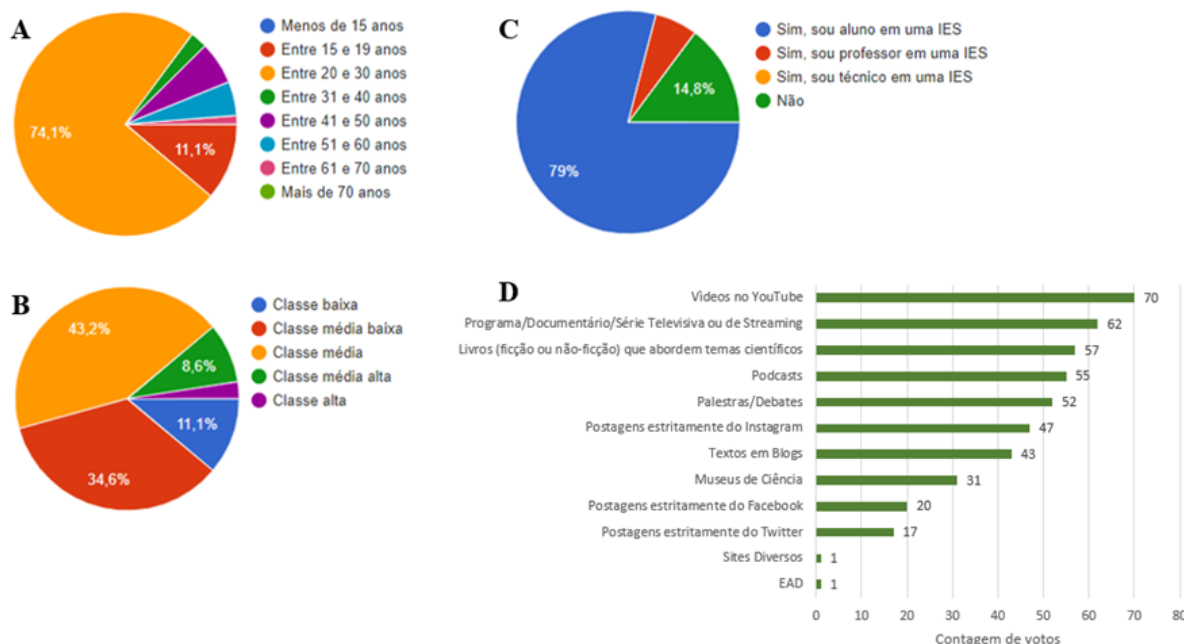 A
74,1%
11,1%
Menos de 15 anos
Entre 15 e 19 anos
Entre 20 e 30 anos
Entre 31 e 40 anos
Entre 41 e 50 anos
Entre 51 e 60 anos
Entre 61 e 70 anos
Mais de 70 anos
B
43,2%
8,6%
11,1%
34,6%
Classe baixa
Classe média baixa
Classe média
Classe média alta
Classe alta
C
14,8%
79%
Sim, sou aluno em uma IES
Sim, sou professor em uma IES
Sim, sou técnico em uma IES
Não
D
Vídeos no YouTube 70
Programa/Documentário/Série Televisiva ou de Streaming 62
Livros (ficção ou não-ficção) que abordem temas científicos 57
Podcasts 55
Palestras/Debates 52
Postagens estritamente do Instagram 47
Textos em Blogs 43
Museus de Ciência 31
Postagens estritamente do Facebook 20
Postagens estritamente do Twitter 17
Sites Diversos 1
EAD 1
0 10 20 30 40 50 60 70 80
Contagem de votos